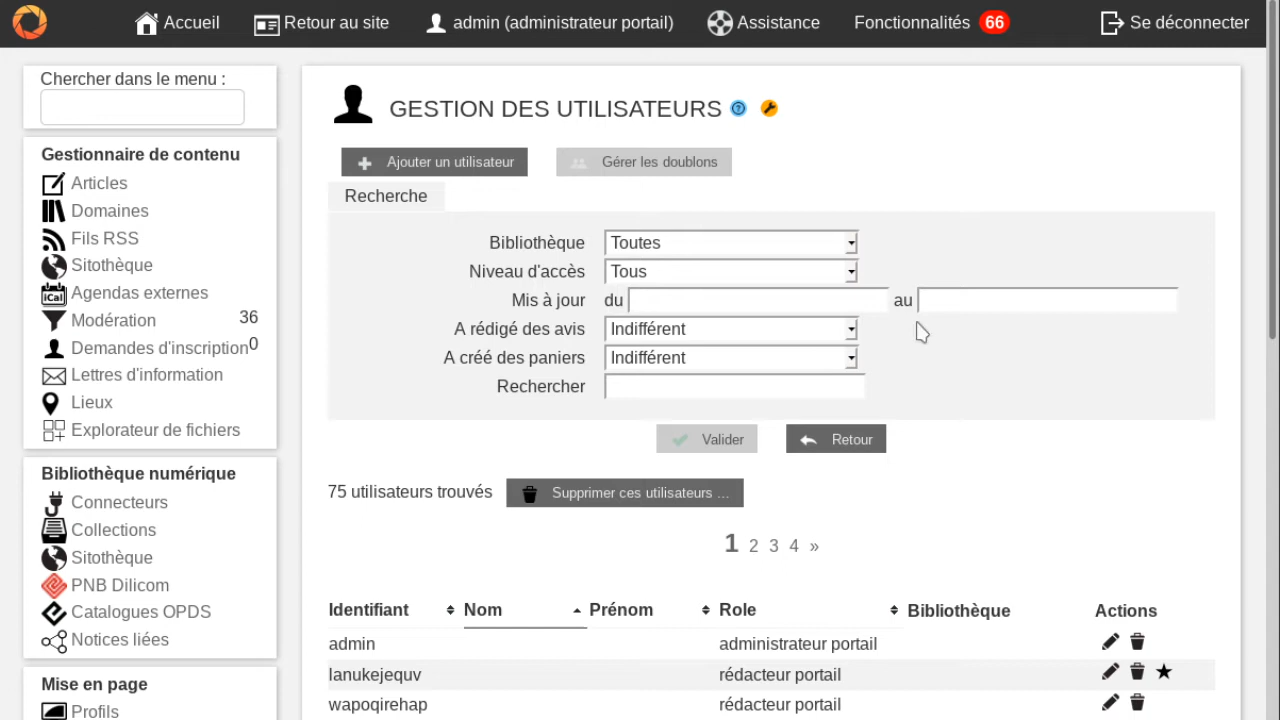 Accueil
Retour au site
admin (administrateur portail)
Assistance
Fonctionnalités 66
Se déconnecter
Chercher dans le menu :
Gestionnaire de contenu
Articles
Domaines
Fils RSS
Sitothèque
iCal Agendas externes
Modération 36
Demandes d'inscription 0
Lettres d'information
Lieux
Explorateur de fichiers
Bibliothèque numérique
Connecteurs
Collections
Sitothèque
PNB Dilicom
Catalogues OPDS
Notices liées
Mise en page
Profils
GESTION DES UTILISATEURS
Ajouter un utilisateur
Gérer les doublons
Recherche
Bibliothèque Toutes
Niveau d'accès Tous
Mis à jour du au
A rédigé des avis Indifférent
A créé des paniers Indifférent
Rechercher
Valider
Retour
75 utilisateurs trouvés
Supprimer ces utilisateurs ...
1 2 3 4 »
Identifiant Nom Prénom Role Bibliothèque Actions
admin administrateur portail
lanukejequv rédacteur portail
wapoqirehap rédacteur portail